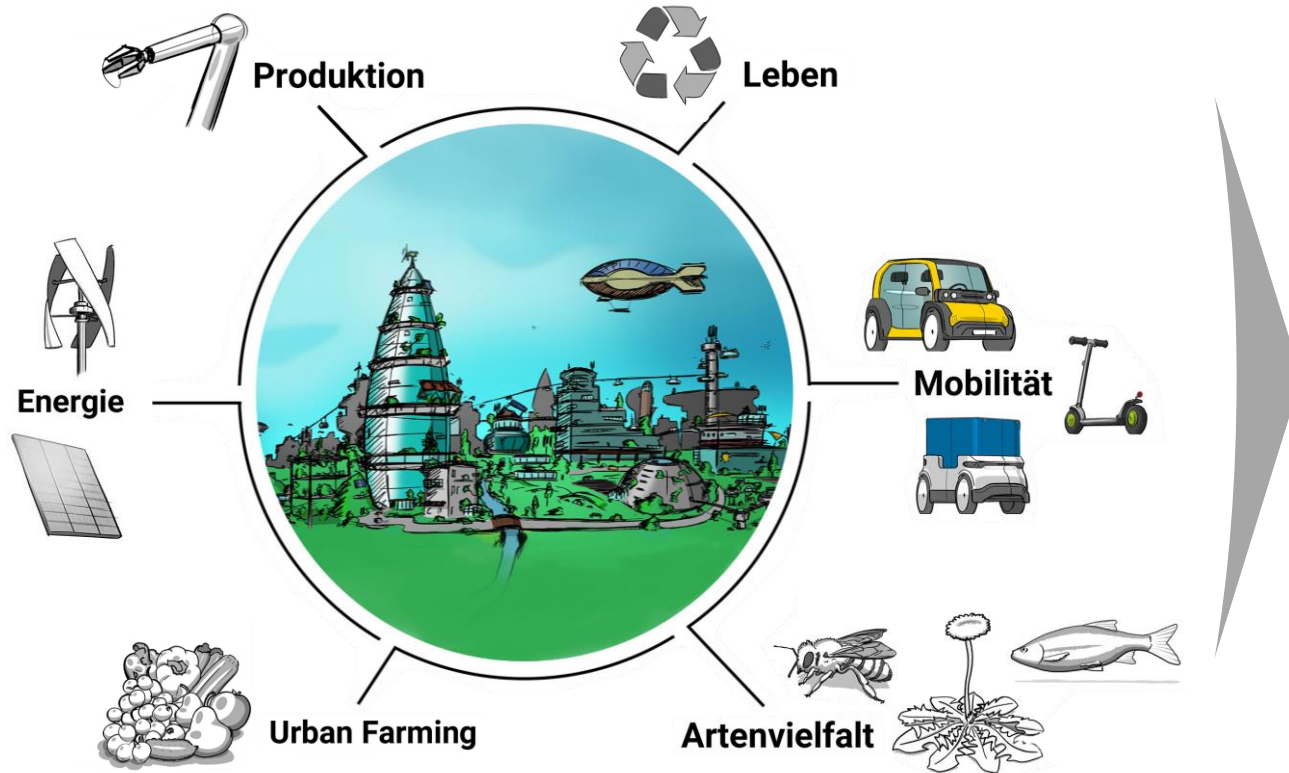 Produktion
Leben
Energie
Mobilität
Urban Farming
Artenvielfalt